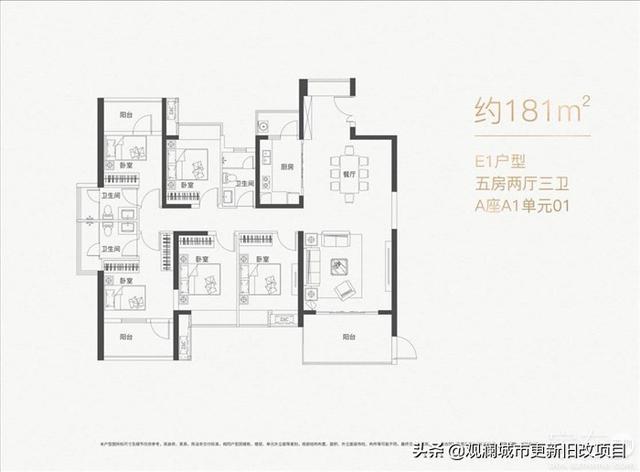 约181m²
E1户型
五房两厅三卫
A座A1单元01
阳台
卧室
卧室
卫生间
厨房
餐厅
卫生间
卫生间
卧室
卧室
卧室
阳台
阳台
头条@观澜城市更新旧改项目